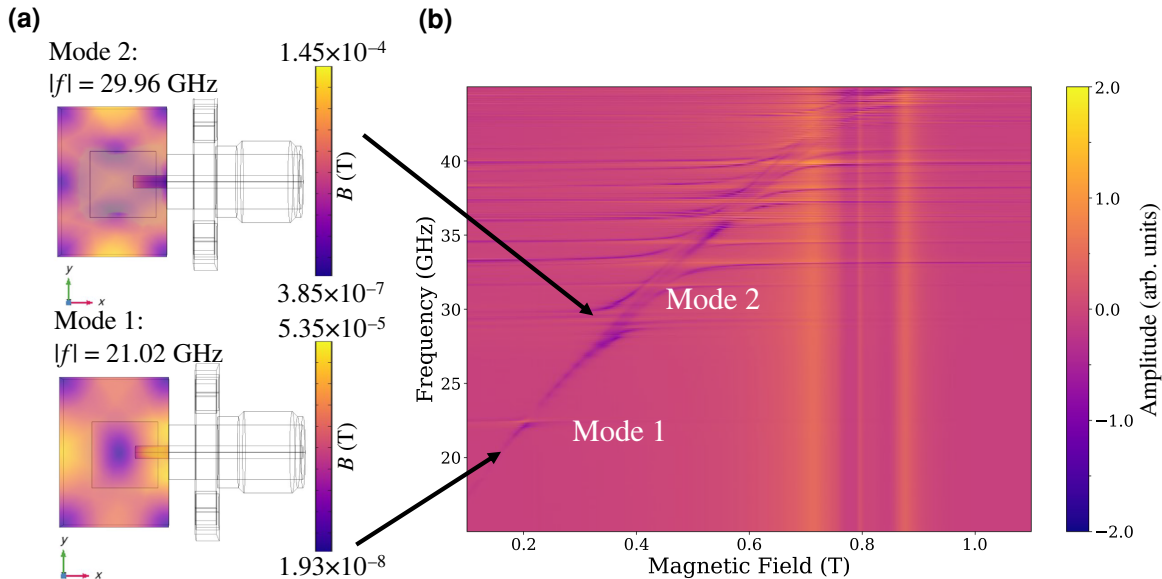 (a)
Mode 2:
|f| = 29.96 GHz
1.45×10⁻⁴
B (T)
3.85×10⁻⁷
y
x
Mode 1:
|f| = 21.02 GHz
5.35×10⁻⁵
B (T)
1.93×10⁻⁸
y
x
(b)
Frequency (GHz)
40
35
30
25
20
Mode 2
Mode 1
0.2 0.4 0.6 0.8 1.0
Magnetic Field (T)
2.0
1.0
0.0
−1.0
−2.0
Amplitude (arb. units)